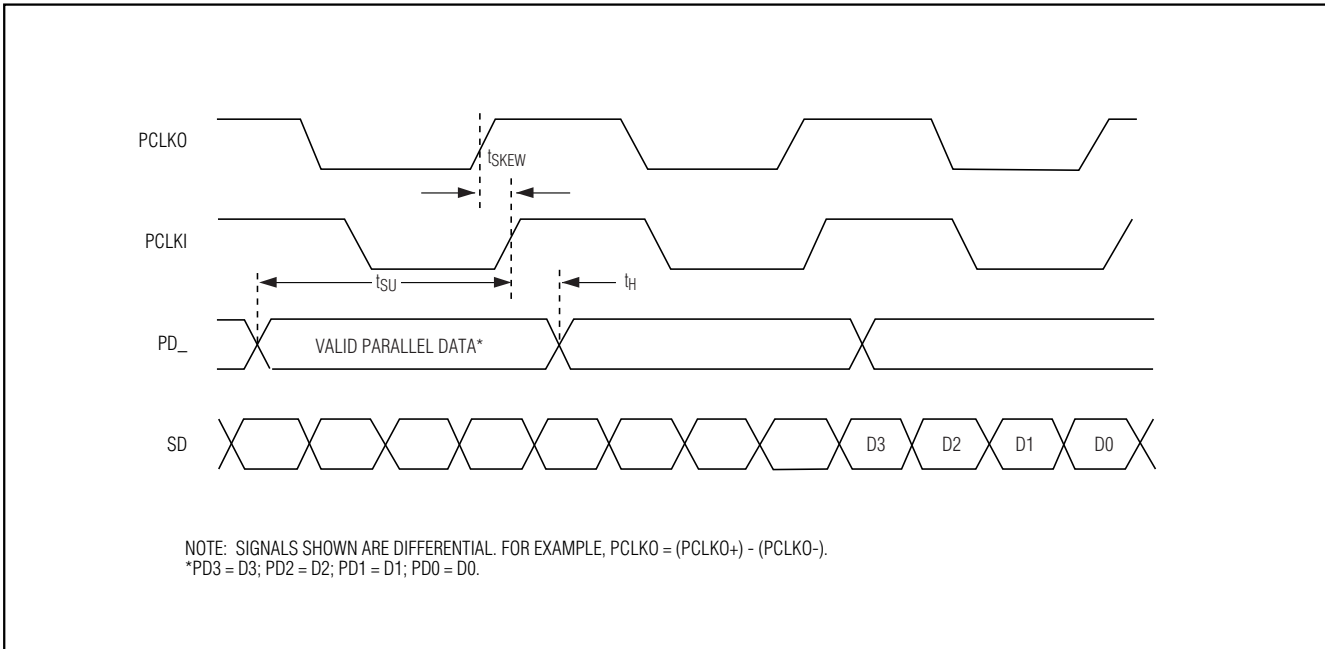 PCLKO
tSKEW
PCLKI
tSU
tH
PD_
VALID PARALLEL DATA*
SD
D3 D2 D1 D0
NOTE: SIGNALS SHOWN ARE DIFFERENTIAL. FOR EXAMPLE, PCLKO = (PCLKO+) - (PCLKO-).
*PD3 = D3; PD2 = D2; PD1 = D1; PD0 = D0.